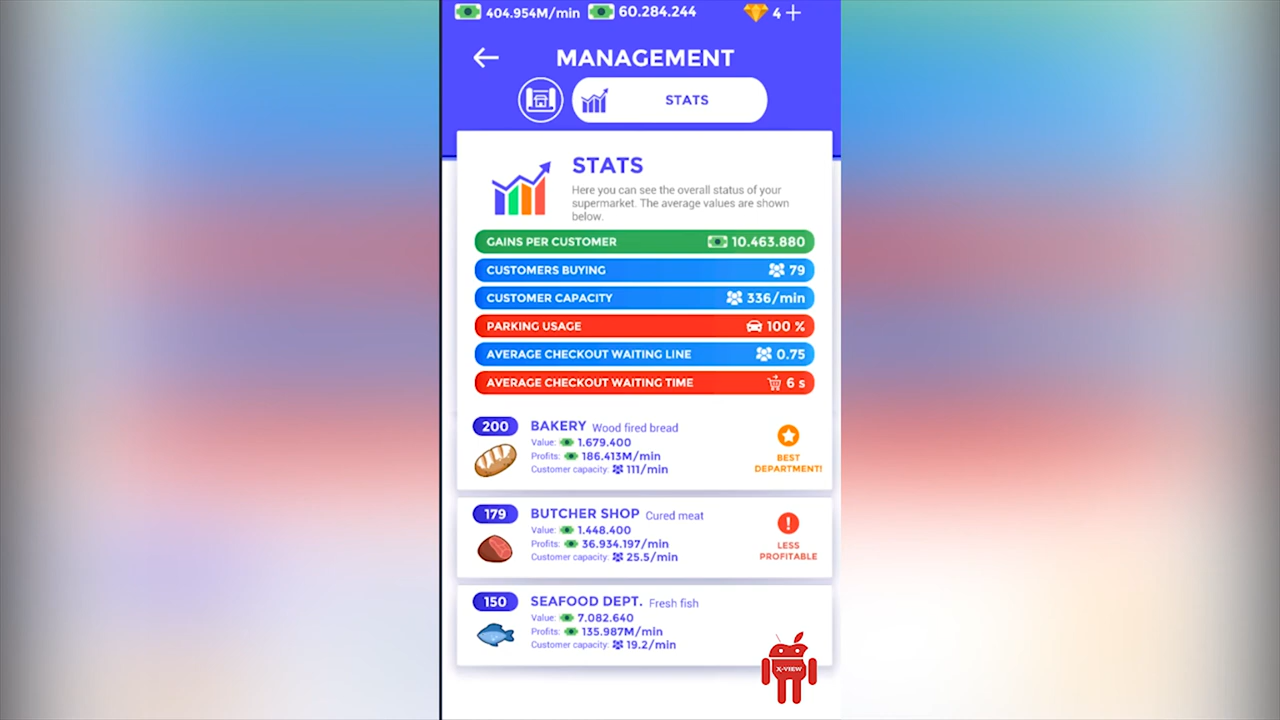 404.954M/min 60.284.244 4 +
MANAGEMENT
STATS
STATS
Here you can see the overall status of your
supermarket. The average values are shown
below.
GAINS PER CUSTOMER 10.463.880
CUSTOMERS BUYING 79
CUSTOMER CAPACITY 336/min
PARKING USAGE 100 %
AVERAGE CHECKOUT WAITING LINE 0.75
AVERAGE CHECKOUT WAITING TIME 6 s
200 BAKERY Wood fired bread
Value: 1.679.400
Profits: 186.413M/min
Customer capacity: 111/min
BEST
DEPARTMENT!
179 BUTCHER SHOP Cured meat
Value: 1.448.400
Profits: 36.934.197/min
Customer capacity: 25.5/min
LESS
PROFITABLE
150 SEAFOOD DEPT. Fresh fish
Value: 7.082.640
Profits: 135.987M/min
Customer capacity: 19.2/min
X-VIEW